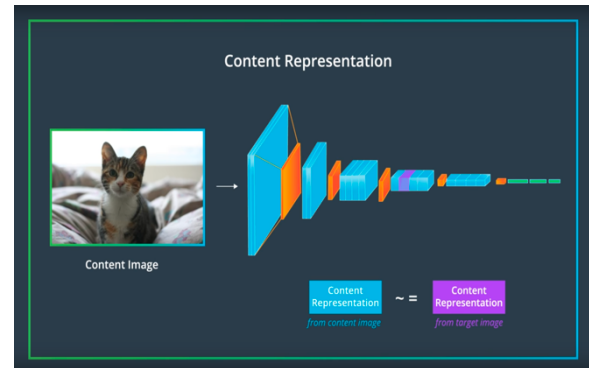 Content Representation
Content Image
Content
Representation
from content image
~ =
Content
Representation
from target image